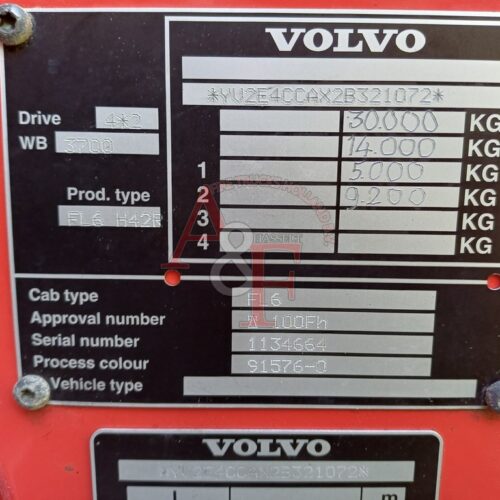 VOLVO
*YV2E4CCAX2B321072*
Drive 4*2 30.000 KG
WB 3700 14.000 KG
1 5.000 KG
Prod. type 2 9.200 KG
FL6 H42R 3 KG
4 KG
A&F
HASSELT
Cab type FL6
Approval number 100Fh
Serial number 1134664
Process colour 91576-0
Vehicle type
VOLVO
*YV2E4CCAX2B321072*
m